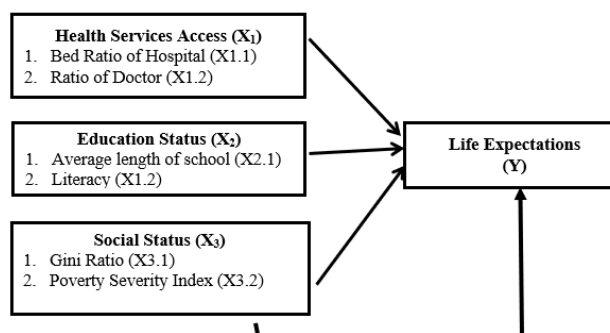 Health Services Access (X₁)
1. Bed Ratio of Hospital (X1.1)
2. Ratio of Doctor (X1.2)
Education Status (X₂)
1. Average length of school (X2.1)
2. Literacy (X1.2)
Social Status (X₃)
1. Gini Ratio (X3.1)
2. Poverty Severity Index (X3.2)
Life Expectations
(Y)